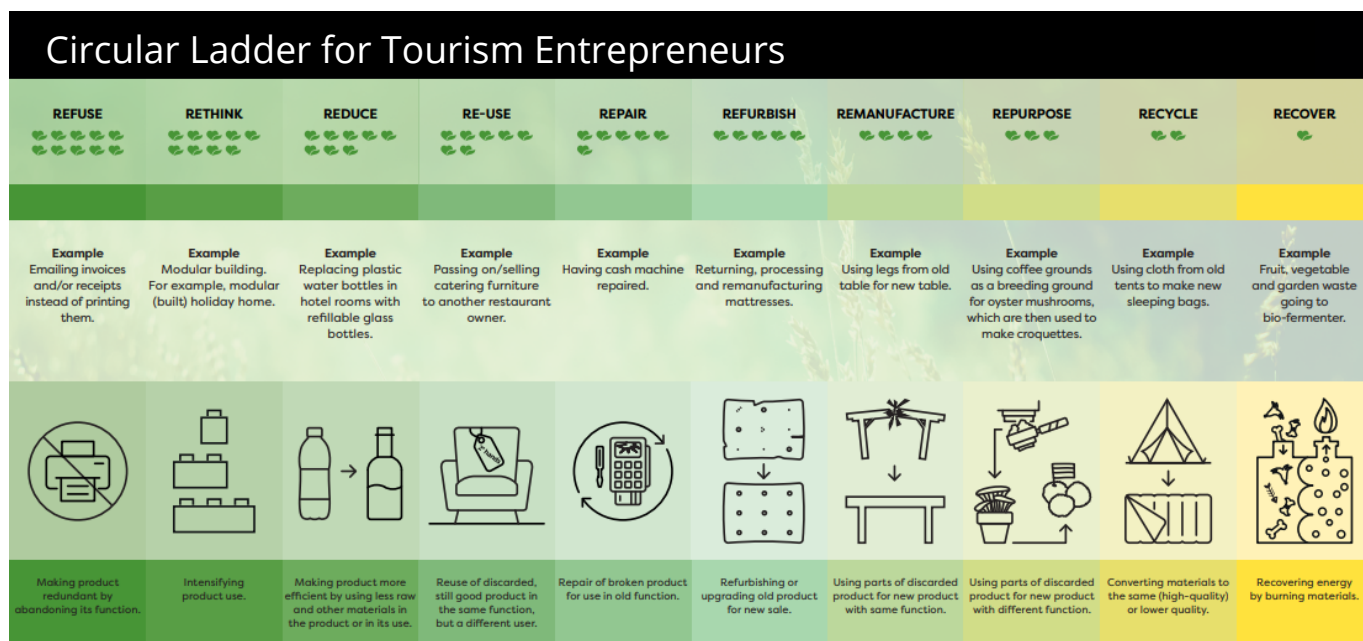 Circular Ladder for Tourism Entrepreneurs
REFUSE
RETHINK
REDUCE
RE-USE
REPAIR
REFURBISH
REMANUFACTURE
REPURPOSE
RECYCLE
RECOVER
Example
Emailing invoices
and/or receipts
instead of printing
them.
Example
Modular building.
For example, modular
(built) holiday home.
Example
Replacing plastic
water bottles in
hotel rooms with
refillable glass
bottles.
Example
Passing on/selling
catering furniture
to another restaurant
owner.
Example
Having cash machine
repaired.
Example
Returning, processing
and remanufacturing
mattresses.
Example
Using legs from old
table for new table.
Example
Using coffee grounds
as a breeding ground
for oyster mushrooms,
which are then used to
make croquettes.
Example
Using cloth from old
tents to make new
sleeping bags.
Example
Fruit, vegetable
and garden waste
going to
bio-fermenter.
Making product
redundant by
abandoning its function.
Intensifying
product use.
Making product more
efficient by using less raw
and other materials in
the product or in its use.
Reuse of discarded,
still good product in
the same function,
but a different user.
Repair of broken product
for use in old function.
Refurbishing or
upgrading old product
for new sale.
Using parts of discarded
product for new product
with same function.
Using parts of discarded
product for new product
with different function.
Converting materials to
the same (high-quality)
or lower quality.
Recovering energy
by burning materials.